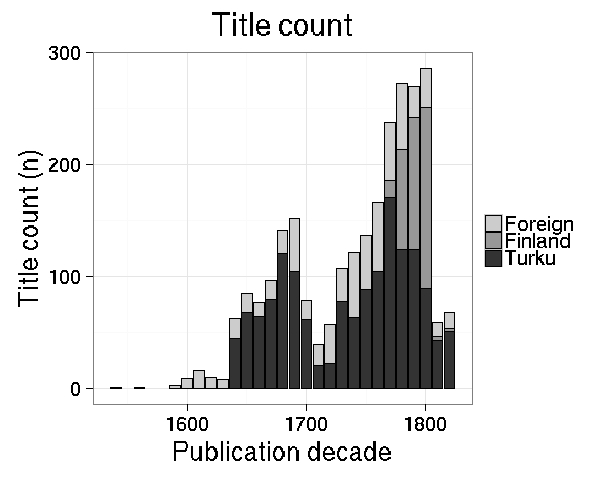 Title count
Title count (n)
300
200
100
0
1600 1700 1800
Publication decade
Foreign
Finland
Turku